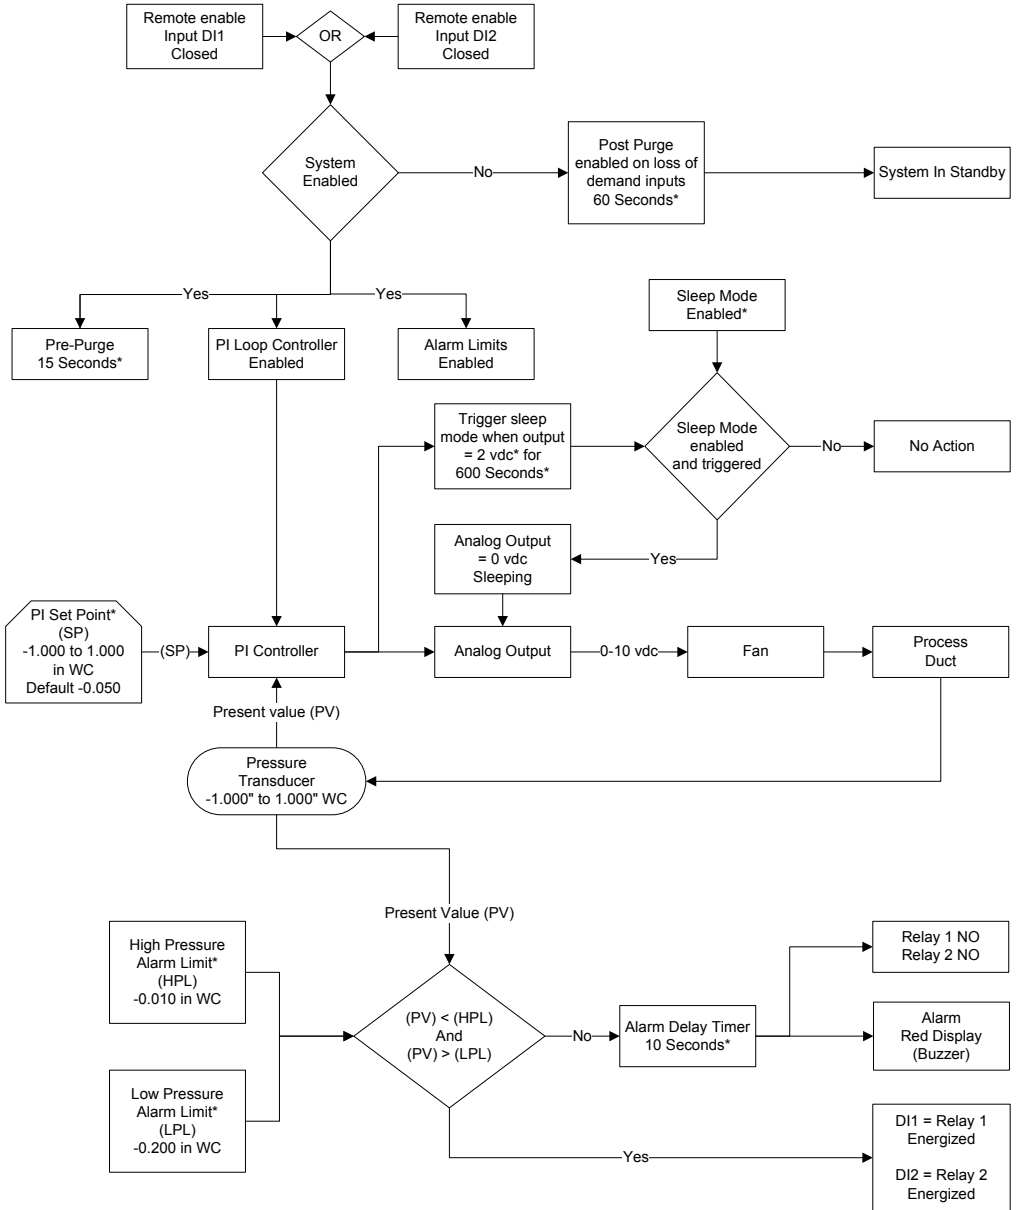 Remote enable
Input DI1
Closed
OR
Remote enable
Input DI2
Closed
System
Enabled
No
Post Purge
enabled on loss of
demand inputs
60 Seconds*
System In Standby
Yes
Yes
Pre-Purge
15 Seconds*
PI Loop Controller
Enabled
Alarm Limits
Enabled
Sleep Mode
Enabled*
Trigger sleep
mode when output
= 2 vdc* for
600 Seconds*
Sleep Mode
enabled
and triggered
No
No Action
Analog Output
= 0 vdc
Sleeping
Yes
PI Set Point*
(SP)
-1.000 to 1.000
in WC
Default -0.050
(SP)
PI Controller
Analog Output
0-10 vdc
Fan
Process
Duct
Present value (PV)
Pressure
Transducer
-1.000" to 1.000" WC
Present Value (PV)
High Pressure
Alarm Limit*
(HPL)
-0.010 in WC
Low Pressure
Alarm Limit*
(LPL)
-0.200 in WC
(PV) < (HPL)
And
(PV) > (LPL)
No
Alarm Delay Timer
10 Seconds*
Relay 1 NO
Relay 2 NO
Alarm
Red Display
(Buzzer)
Yes
DI1 = Relay 1
Energized
DI2 = Relay 2
Energized